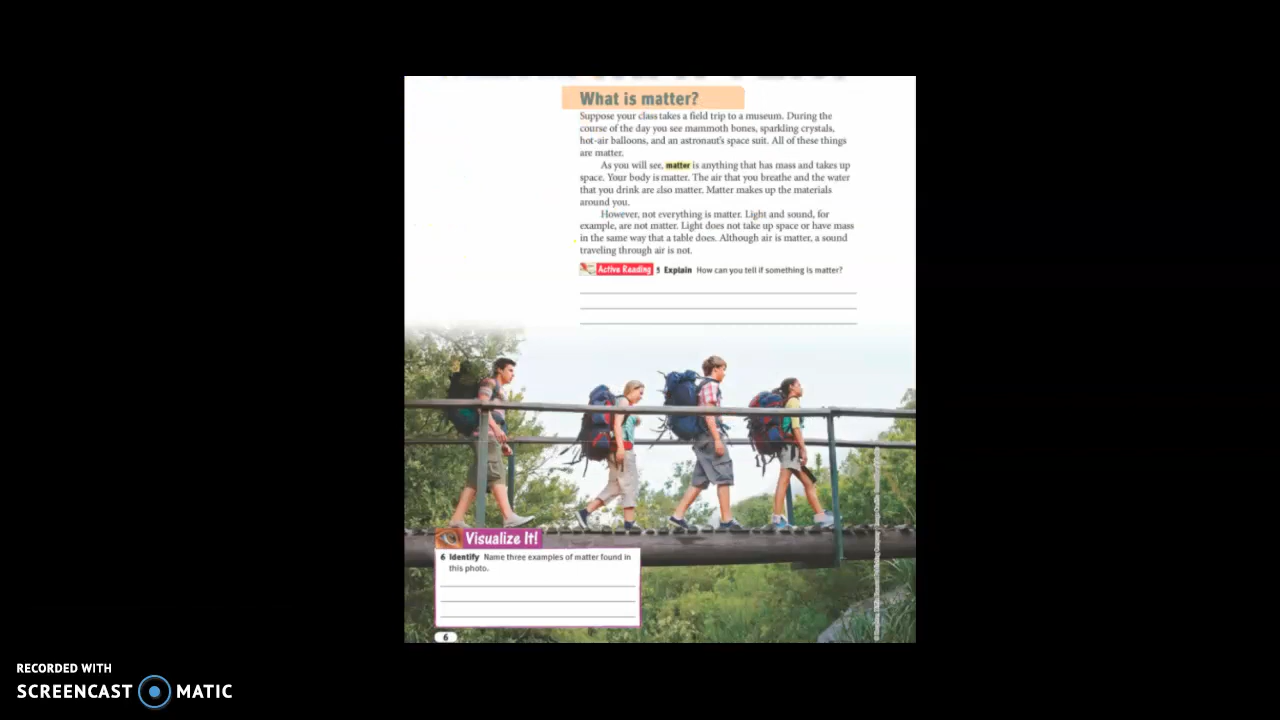 What is matter?
Suppose your class takes a field trip to a museum. During the
course of the day you see mammoth bones, sparkling crystals,
hot-air balloons, and an astronaut's space suit. All of these things
are matter.
As you will see, matter is anything that has mass and takes up
space. Your body is matter. The air that you breathe and the water
that you drink are also matter. Matter makes up the materials
around you.
However, not everything is matter. Light and sound, for
example, are not matter. Light does not take up space or have mass
in the same way that a table does. Although air is matter, a sound
traveling through air is not.
Active Reading 5 Explain How can you tell if something is matter?
Visualize It!
6 Identify Name three examples of matter found in
this photo.
6
RECORDED WITH
SCREENCAST MATIC